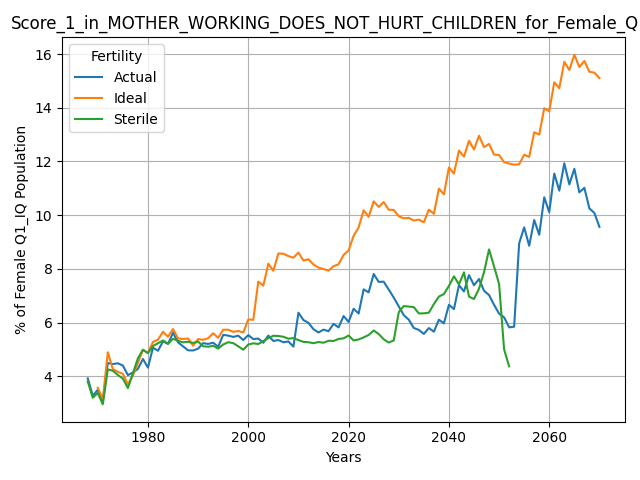 Score_1_in_MOTHER_WORKING_DOES_NOT_HURT_CHILDREN_for_Female_Q
Fertility
Actual
Ideal
Sterile
% of Female Q1_IQ Population
16
14
12
10
8
6
4
1980
2000
2020
2040
2060
Years